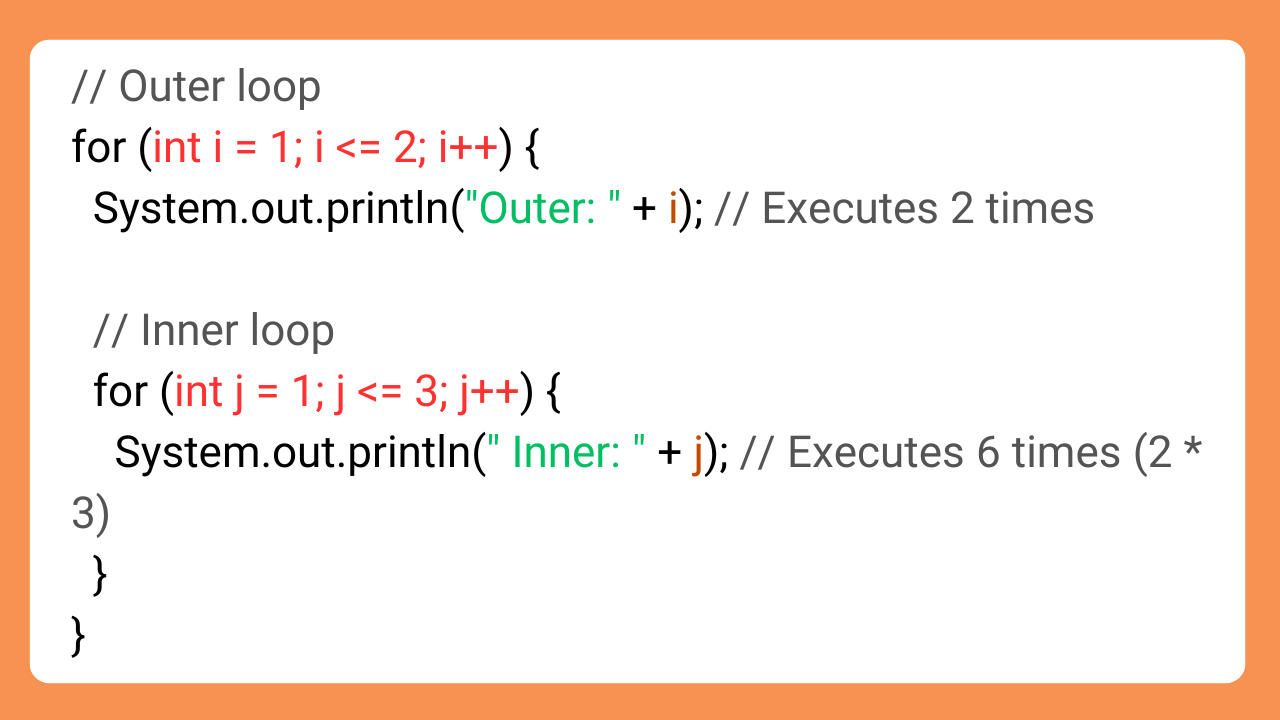 // Outer loop
for (int i = 1; i <= 2; i++) {
  System.out.println("Outer: " + i); // Executes 2 times

  // Inner loop
  for (int j = 1; j <= 3; j++) {
    System.out.println(" Inner: " + j); // Executes 6 times (2 *
3)
  }
}